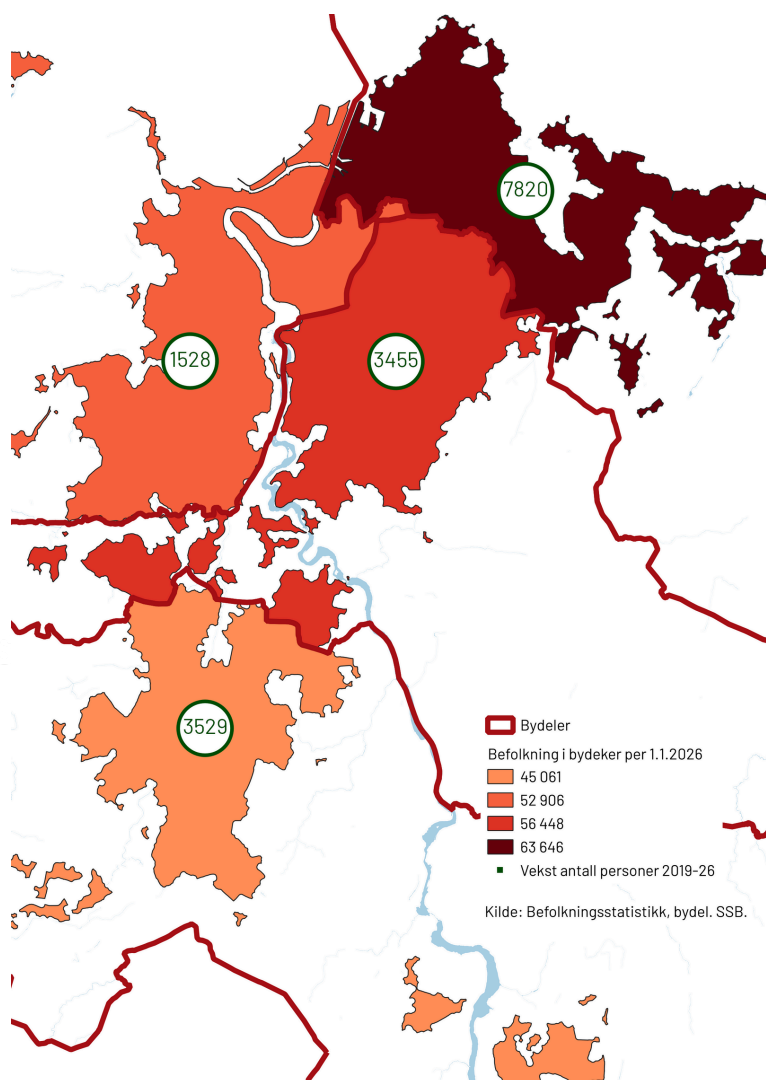 7820
1528
3455
3529
Bydeler
Befolkning i bydeker per 1.1.2026
45 061
52 906
56 448
63 646
Vekst antall personer 2019-26
Kilde: Befolkningsstatistikk, bydel. SSB.